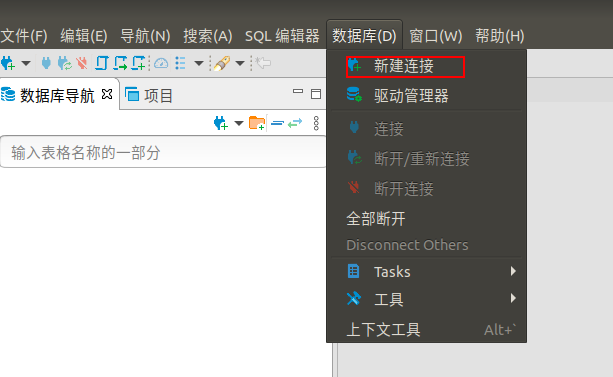 文件(F) 编辑(E) 导航(N) 搜索(A) SQL 编辑器 数据库(D) 窗口(W) 帮助(H)
新建连接
数据库导航 项目
驱动管理器
输入表格名称的一部分
连接
断开/重新连接
断开连接
全部断开
Disconnect Others
Tasks
工具
上下文工具 Alt+`